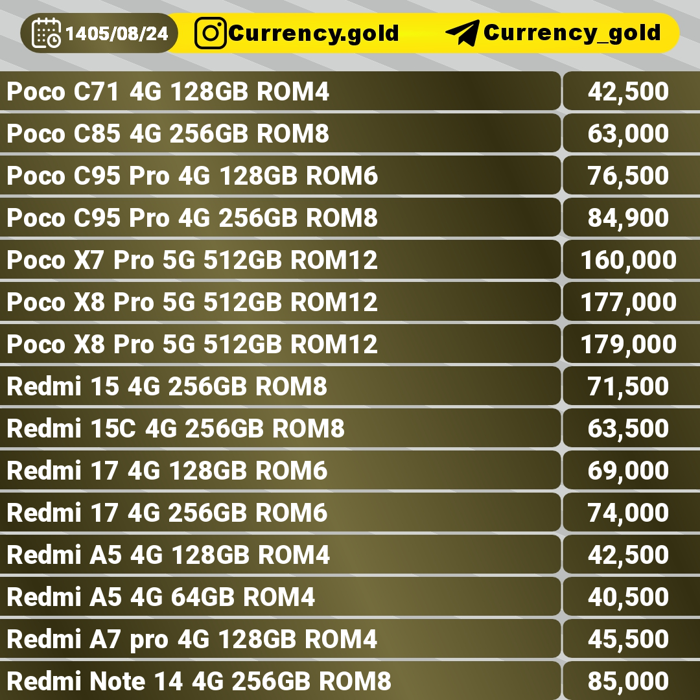 1405/08/24 Currency.gold Currency_gold
Poco C71 4G 128GB ROM4 42,500
Poco C85 4G 256GB ROM8 63,000
Poco C95 Pro 4G 128GB ROM6 76,500
Poco C95 Pro 4G 256GB ROM8 84,900
Poco X7 Pro 5G 512GB ROM12 160,000
Poco X8 Pro 5G 512GB ROM12 177,000
Poco X8 Pro 5G 512GB ROM12 179,000
Redmi 15 4G 256GB ROM8 71,500
Redmi 15C 4G 256GB ROM8 63,500
Redmi 17 4G 128GB ROM6 69,000
Redmi 17 4G 256GB ROM6 74,000
Redmi A5 4G 128GB ROM4 42,500
Redmi A5 4G 64GB ROM4 40,500
Redmi A7 pro 4G 128GB ROM4 45,500
Redmi Note 14 4G 256GB ROM8 85,000